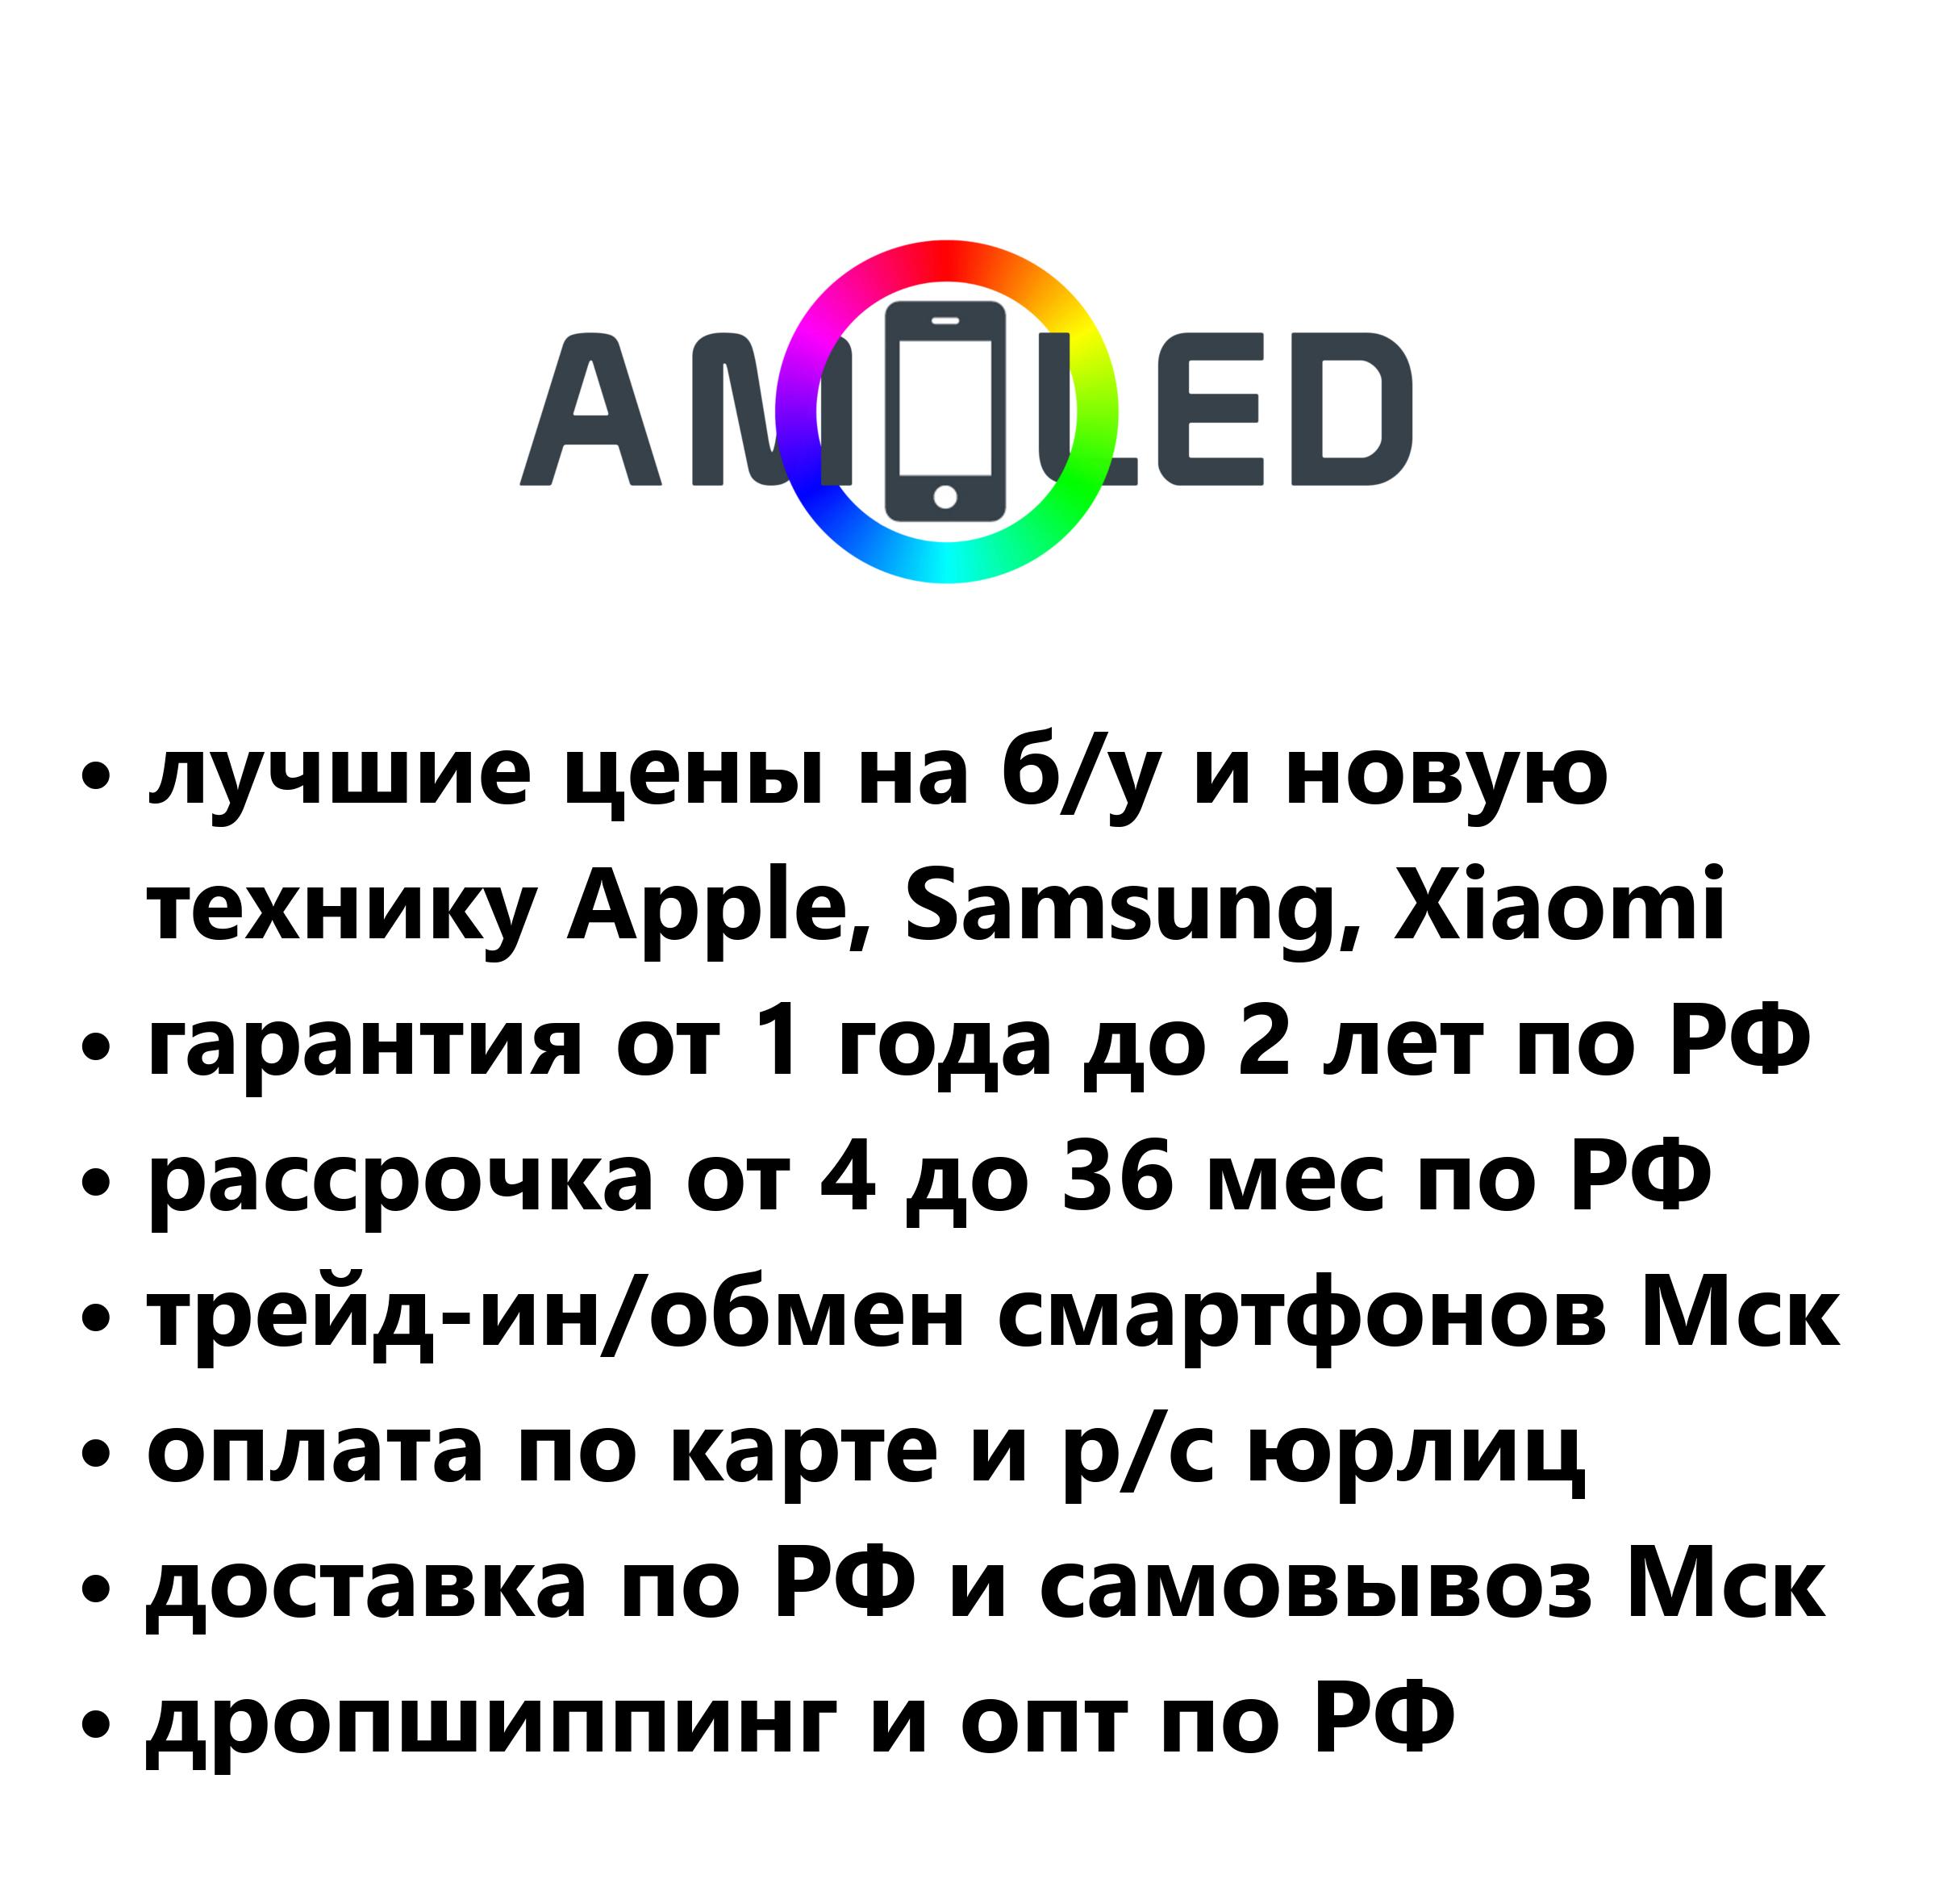 AMOLED
• лучшие цены на б/у и новую
технику Apple, Samsung, Xiaomi
• гарантия от 1 года до 2 лет по РФ
• рассрочка от 4 до 36 мес по РФ
• трейд-ин/обмен смартфонов Мск
• оплата по карте и р/с юрлиц
• доставка по РФ и самовывоз Мск
• дропшиппинг и опт по РФ